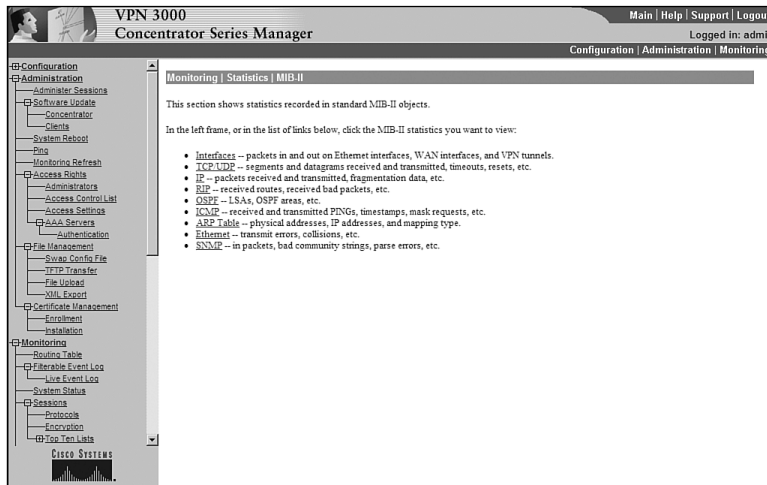 VPN 3000
Concentrator Series Manager
Main | Help | Support | Logou
Logged in: admi
Configuration | Administration | Monitoring
Configuration
Administration
Administer Sessions
Software Update
Concentrator
Clients
System Reboot
Ping
Monitoring Refresh
Access Rights
Administrators
Access Control List
Access Settings
AAA Servers
Authentication
File Management
Swap Config File
TFTP Transfer
File Upload
XML Export
Certificate Management
Enrollment
Installation
Monitoring
Routing Table
Filterable Event Log
Live Event Log
System Status
Sessions
Protocols
Encryption
Top Ten Lists
CISCO SYSTEMS
Monitoring | Statistics | MIB-II
This section shows statistics recorded in standard MIB-II objects.
In the left frame, or in the list of links below, click the MIB-II statistics you want to view:
• Interfaces -- packets in and out on Ethernet interfaces, WAN interfaces, and VPN tunnels.
• TCP/UDP -- segments and datagrams received and transmitted, timeouts, resets, etc.
• IP -- packets received and transmitted, fragmentation data, etc.
• RIP -- received routes, received bad packets, etc.
• OSPF -- LSAs, OSPF areas, etc.
• ICMP -- received and transmitted PINGs, timestamps, mask requests, etc.
• ARP Table -- physical addresses, IP addresses, and mapping type.
• Ethernet -- transmit errors, collisions, etc.
• SNMP -- in packets, bad community strings, parse errors, etc.